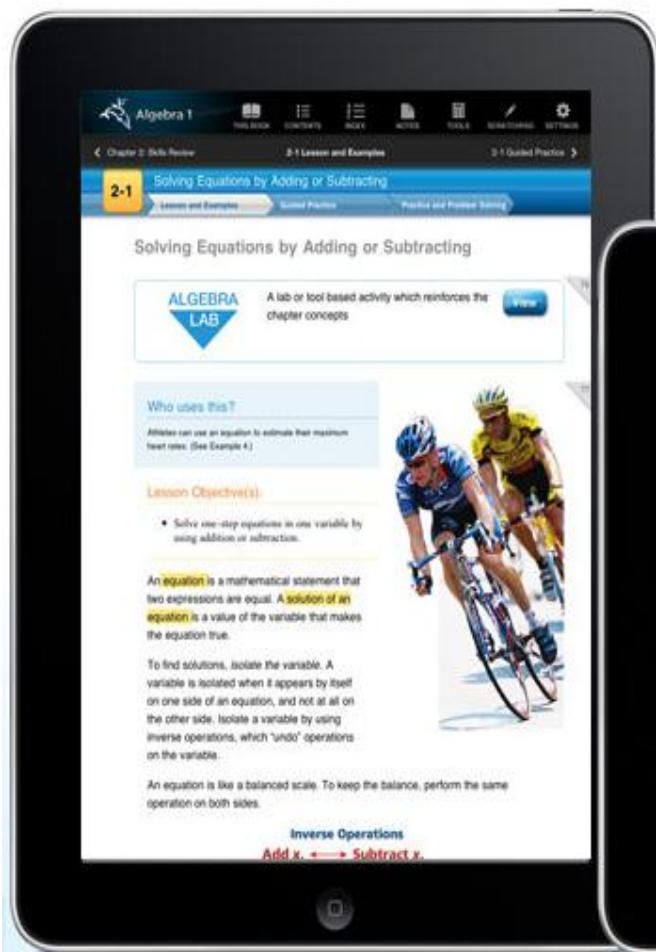 Algebra 1
THIS BOOK CONTENTS INDEX NOTES TOOLS SCRATCHPAD SETTINGS
Chapter 2: Skills Review 2-1 Lesson and Examples 2-1 Guided Practice
2-1 Solving Equations by Adding or Subtracting
Lesson and Examples Guided Practice Practice and Problem Solving
Solving Equations by Adding or Subtracting
ALGEBRA
LAB
A lab or tool based activity which reinforces the
chapter concepts
View
Who uses this?
Athletes can use an equation to estimate their maximum
heart rates. (See Example 4.)
Lesson Objective(s):
• Solve one-step equations in one variable by
using addition or subtraction.
An equation is a mathematical statement that
two expressions are equal. A solution of an
equation is a value of the variable that makes
the equation true.
To find solutions, isolate the variable. A
variable is isolated when it appears by itself
on one side of an equation, and not at all on
the other side. Isolate a variable by using
inverse operations, which "undo" operations
on the variable.
An equation is like a balanced scale. To keep the balance, perform the same
operation on both sides.
Inverse Operations
Add x. ⟷ Subtract x.